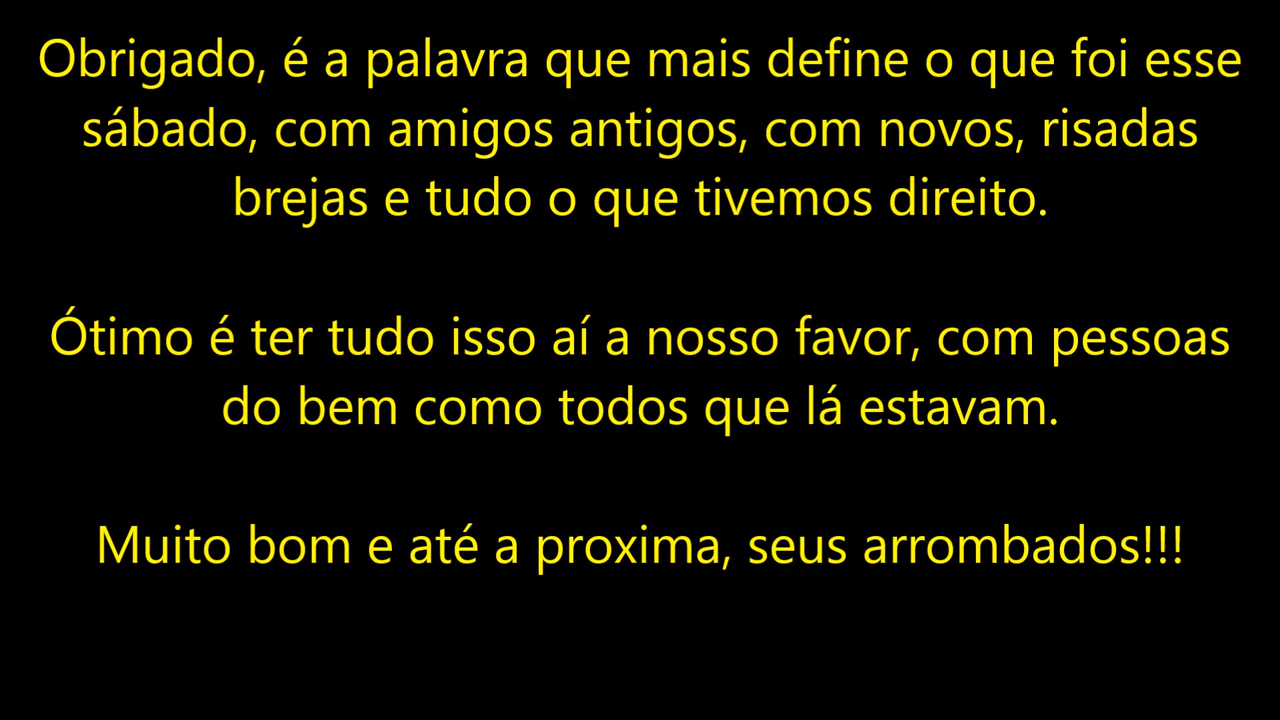 Obrigado, é a palavra que mais define o que foi esse
sábado, com amigos antigos, com novos, risadas
brejas e tudo o que tivemos direito.
Ótimo é ter tudo isso aí a nosso favor, com pessoas
do bem como todos que lá estavam.
Muito bom e até a proxima, seus arrombados!!!